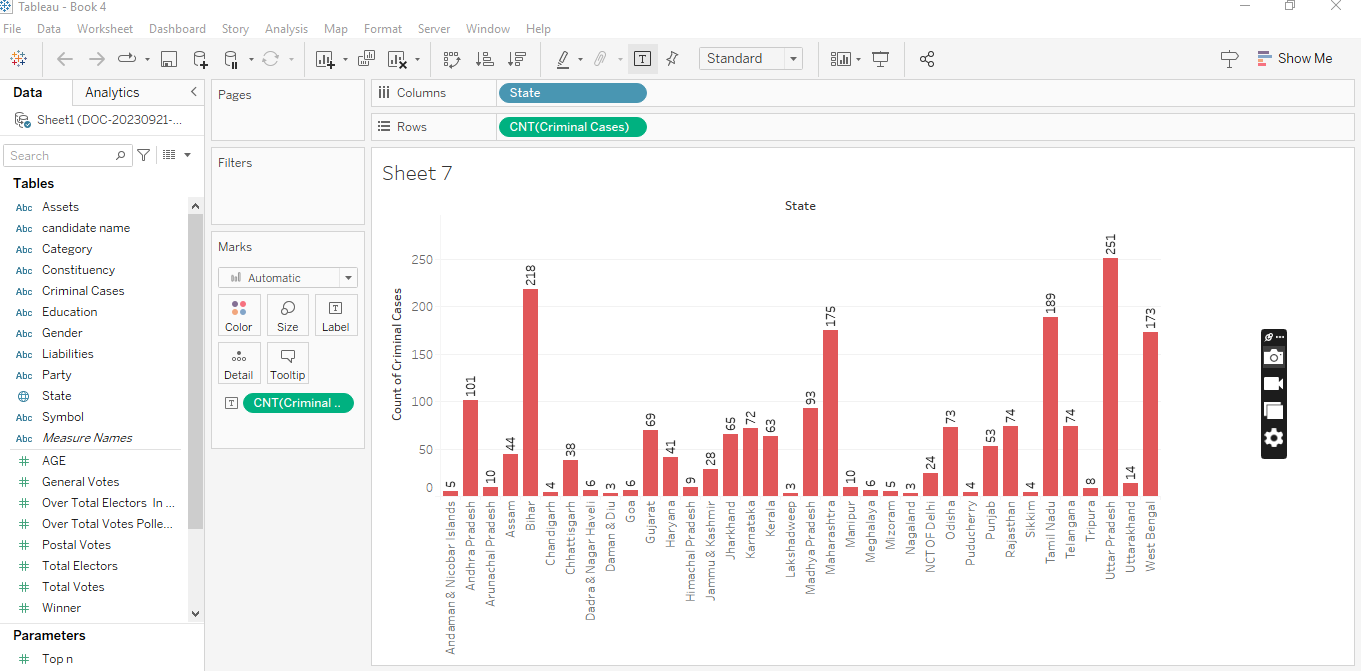 Tableau - Book 4
File Data Worksheet Dashboard Story Analysis Map Format Server Window Help
Standard
Show Me
Data Analytics
Sheet1 (DOC-20230921-...
Search
Tables
Abc Assets
Abc candidate name
Abc Category
Abc Constituency
Abc Criminal Cases
Abc Education
Abc Gender
Abc Liabilities
Abc Party
State
Abc Symbol
Abc Measure Names
AGE
General Votes
Over Total Electors In ...
Over Total Votes Polle...
Postal Votes
Total Electors
Total Votes
Winner
Parameters
Top n
Pages
Filters
Marks
Automatic
Color Size Label
Detail Tooltip
CNT(Criminal ..
Columns State
Rows CNT(Criminal Cases)
Sheet 7
State
Count of Criminal Cases
250
200
150
100
50
0
5 101 10 44 218 4 38 6 3 6 69 41 9 28 65 72 63 3 93 175 10 6 5 3 24 73 4 53 74 4 189 74 8 251 14 173
Andaman & Nicobar Islands
Andhra Pradesh
Arunachal Pradesh
Assam
Bihar
Chandigarh
Chhattisgarh
Dadra & Nagar Haveli
Daman & Diu
Goa
Gujarat
Haryana
Himachal Pradesh
Jammu & Kashmir
Jharkhand
Karnataka
Kerala
Lakshadweep
Madhya Pradesh
Maharashtra
Manipur
Meghalaya
Mizoram
Nagaland
NCT OF Delhi
Odisha
Puducherry
Punjab
Rajasthan
Sikkim
Tamil Nadu
Telangana
Tripura
Uttar Pradesh
Uttarakhand
West Bengal